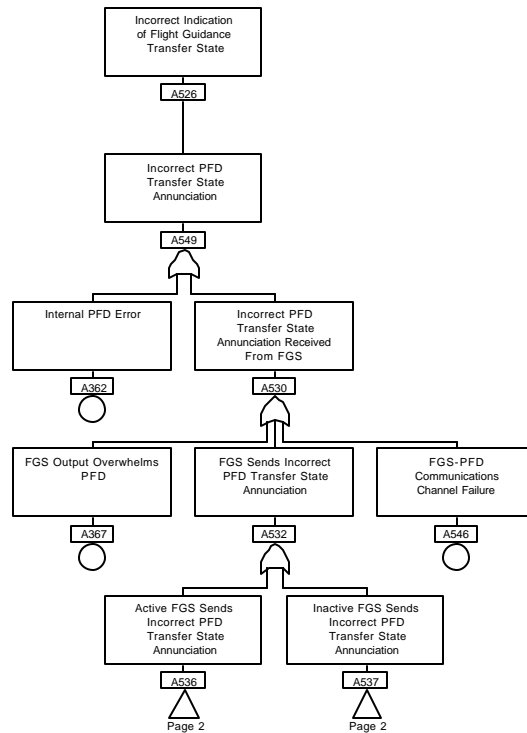 Incorrect Indication
of Flight Guidance
Transfer State
A526
Incorrect PFD
Transfer State
Annunciation
A549
Internal PFD Error
A362
Incorrect PFD
Transfer State
Annunciation Received
From FGS
A530
FGS Output Overwhelms
PFD
A367
FGS Sends Incorrect
PFD Transfer State
Annunciation
A532
FGS-PFD
Communications
Channel Failure
A546
Active FGS Sends
Incorrect PFD
Transfer State
Annunciation
A536
Page 2
Inactive FGS Sends
Incorrect PFD
Transfer State
Annunciation
A537
Page 2